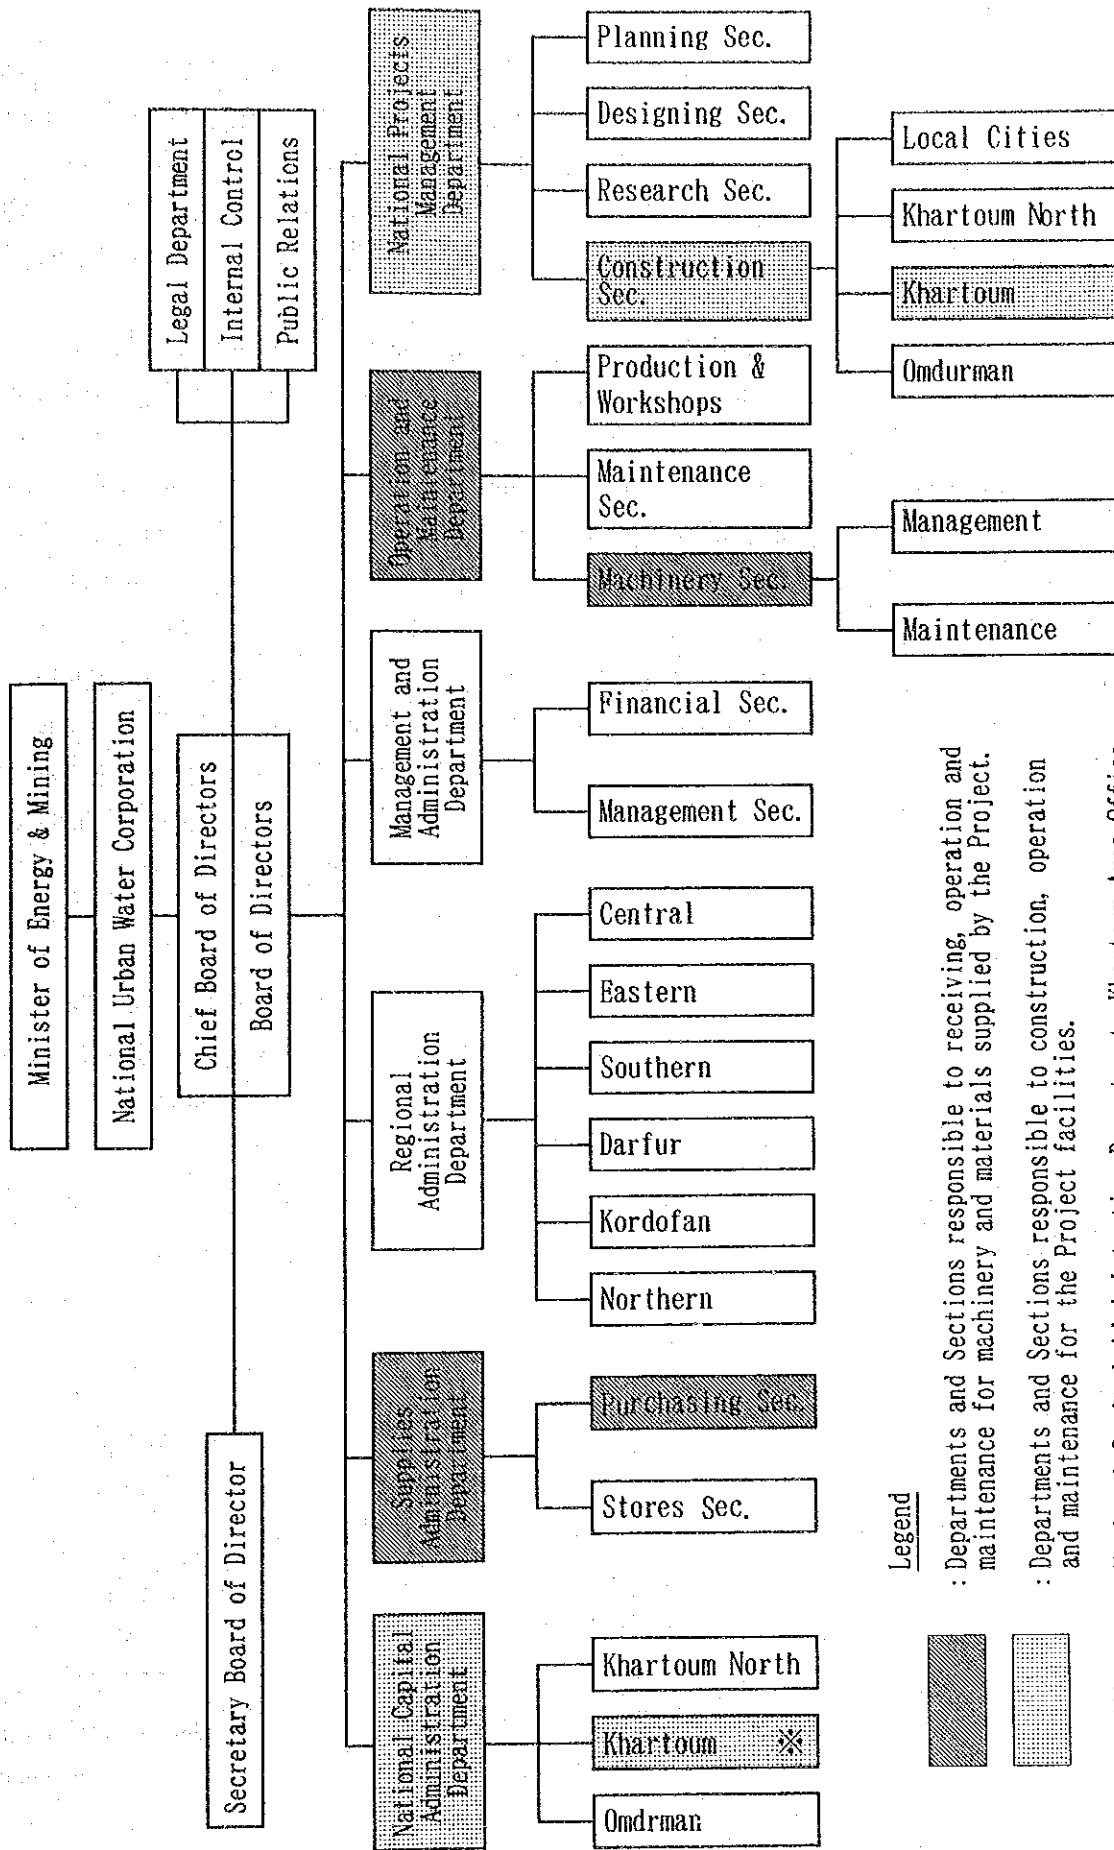 Minister of Energy & Mining
National Urban Water Corporation
Secretary Board of Director
Chief Board of Directors
Board of Directors
Legal Department
Internal Control
Public Relations
National Capital
Administration
Department
Supplies
Administration
Department
Regional
Administration
Department
Management and
Administration
Department
Operation and
Maintenance
Department
National Projects
Management
Department
Omdrman
Khartoum ※
Khartoum North
Stores Sec.
Purchasing Sec.
Northern
Kordofan
Darfur
Southern
Eastern
Central
Management Sec.
Financial Sec.
Machinery Sec.
Maintenance
Sec.
Production &
Workshops
Construction
Sec.
Research Sec.
Designing Sec.
Planning Sec.
Maintenance
Management
Omdurman
Khartoum
Khartoum North
Local Cities
Legend
: Departments and Sections responsible to receiving, operation and
maintenance for machinery and materials supplied by the Project.
: Departments and Sections responsible to construction, operation
and maintenance for the Project facilities.